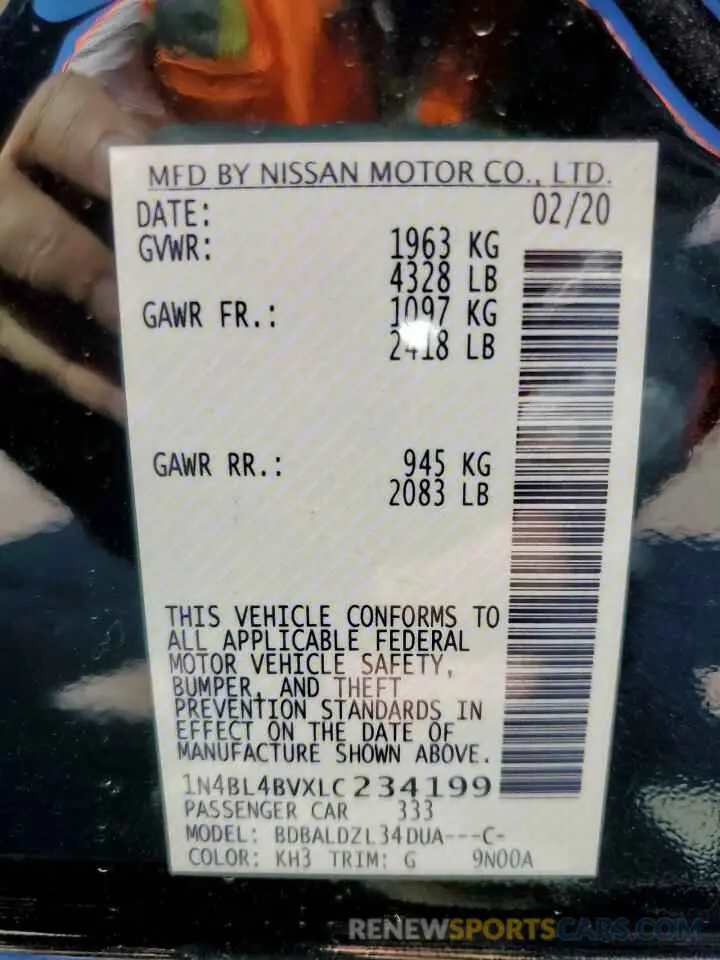 MFD BY NISSAN MOTOR CO., LTD.
DATE: 02/20
GVWR: 1963 KG
4328 LB
GAWR FR.: 1097 KG
2418 LB
GAWR RR.: 945 KG
2083 LB
THIS VEHICLE CONFORMS TO
ALL APPLICABLE FEDERAL
MOTOR VEHICLE SAFETY,
BUMPER, AND THEFT
PREVENTION STANDARDS IN
EFFECT ON THE DATE OF
MANUFACTURE SHOWN ABOVE.
1N4BL4BVXLC234199
PASSENGER CAR 333
MODEL: BDBALDZL34DUA---C-
COLOR: KH3 TRIM: G 9N00A
RENEWSPORTSCARS.COM